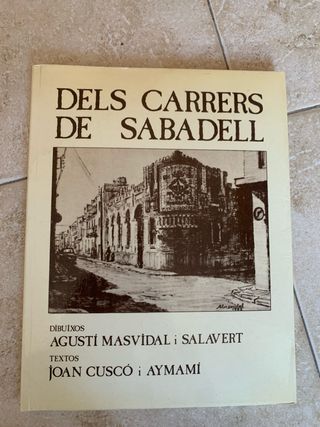 DELS CARRERS
DE SABADELL
DIBUIXOS
AGUSTÍ MASVIDAL i SALAVERT
TEXTOS
JOAN CUSCÓ i AYMAMÍ